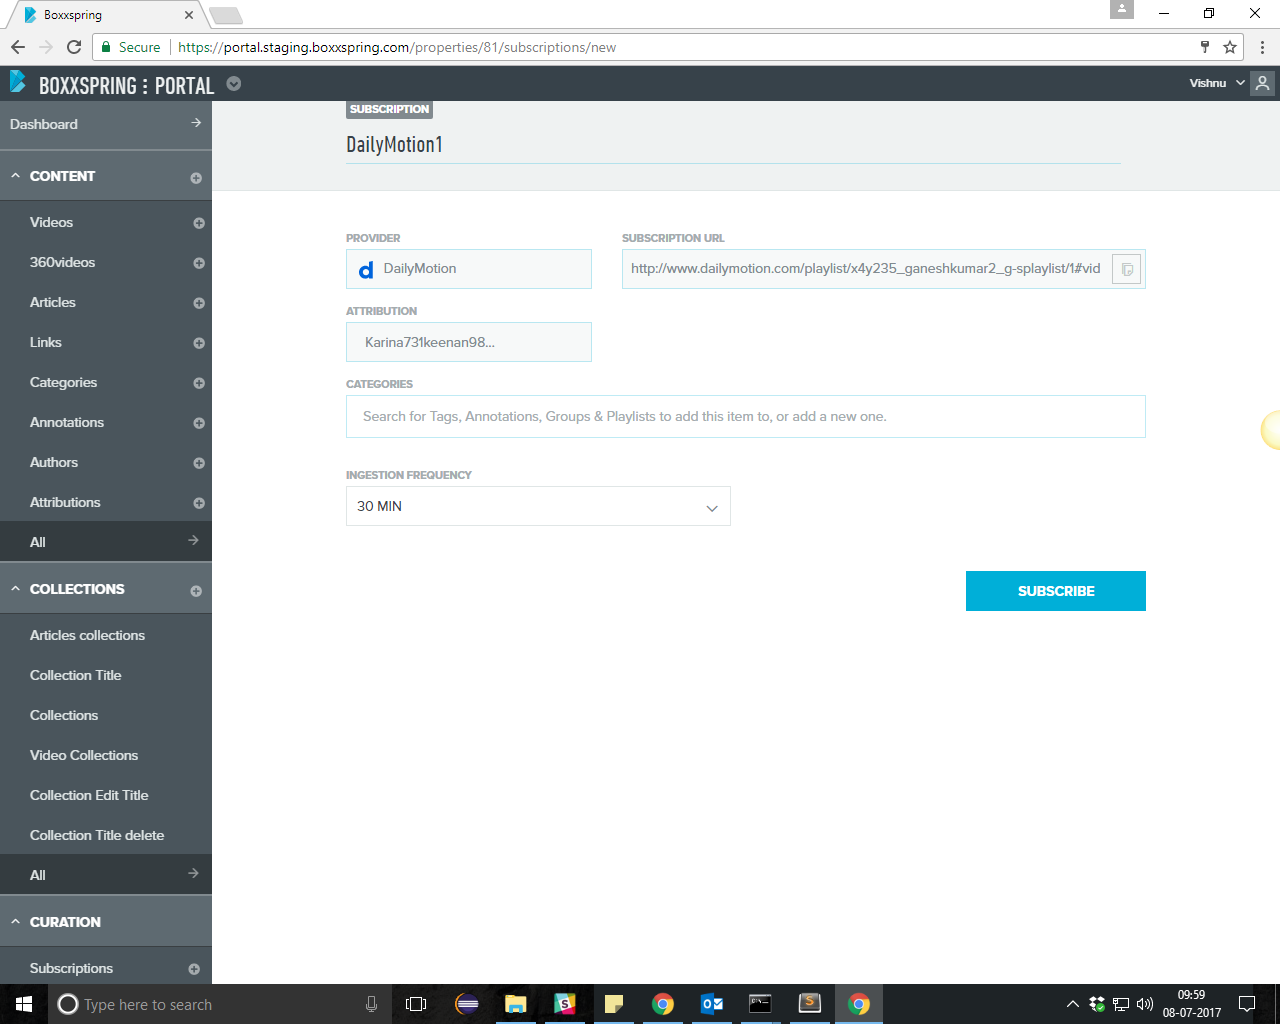 Boxxspring
Secure
https://portal.staging.boxxspring.com/properties/81/subscriptions/new
BOXXSPRING : PORTAL
Vishnu
Dashboard
CONTENT
Videos
360videos
Articles
Links
Categories
Annotations
Authors
Attributions
All
COLLECTIONS
Articles collections
Collection Title
Collections
Video Collections
Collection Edit Title
Collection Title delete
All
CURATION
Subscriptions
SUBSCRIPTION
DailyMotion1
PROVIDER
DailyMotion
SUBSCRIPTION URL
http://www.dailymotion.com/playlist/x4y235_ganeshkumar2_g-splaylist/1#vid
ATTRIBUTION
Karina731keenan98...
CATEGORIES
Search for Tags, Annotations, Groups & Playlists to add this item to, or add a new one.
INGESTION FREQUENCY
30 MIN
SUBSCRIBE
Type here to search
09:59
08-07-2017